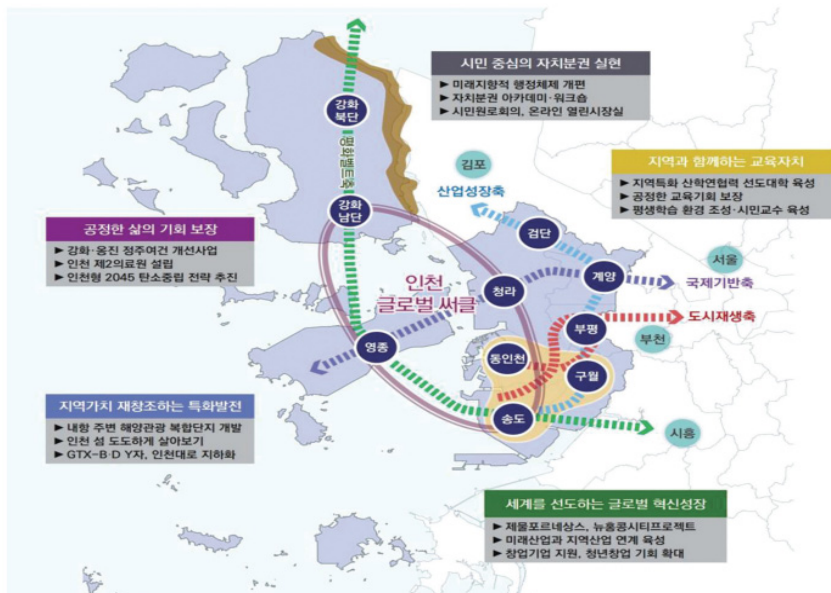 시민 중심의 자치분권 실현
▶ 미래지향적 행정체제 개편
▶ 자치분권 아카데미·워크숍
▶ 시민원로회의, 온라인 열린시장실
강화
북단
평화벨트축
강화
남단
김포
산업성장축
지역과 함께하는 교육자치
▶ 지역특화 산학연협력 선도대학 육성
▶ 공정한 교육기회 보장
▶ 평생학습 환경 조성·시민교수 육성
공정한 삶의 기회 보장
▶ 강화·옹진 정주여건 개선사업
▶ 인천 제2의료원 설립
▶ 인천형 2045 탄소중립 전략 추진
검단
계양
서울
국제기반축
인천
글로벌 써클
청라
도시재생축
부평
부천
영종
동인천
구월
송도
시흥
지역가치 재창조하는 특화발전
▶ 내항 주변 해양관광 복합단지 개발
▶ 인천 섬 도도하게 살아보기
▶ GTX-B·D Y자, 인천대로 지하화
세계를 선도하는 글로벌 혁신성장
▶ 제물포르네상스, 뉴홍콩시티프로젝트
▶ 미래산업과 지역산업 연계 육성
▶ 창업기업 지원, 청년창업 기회 확대